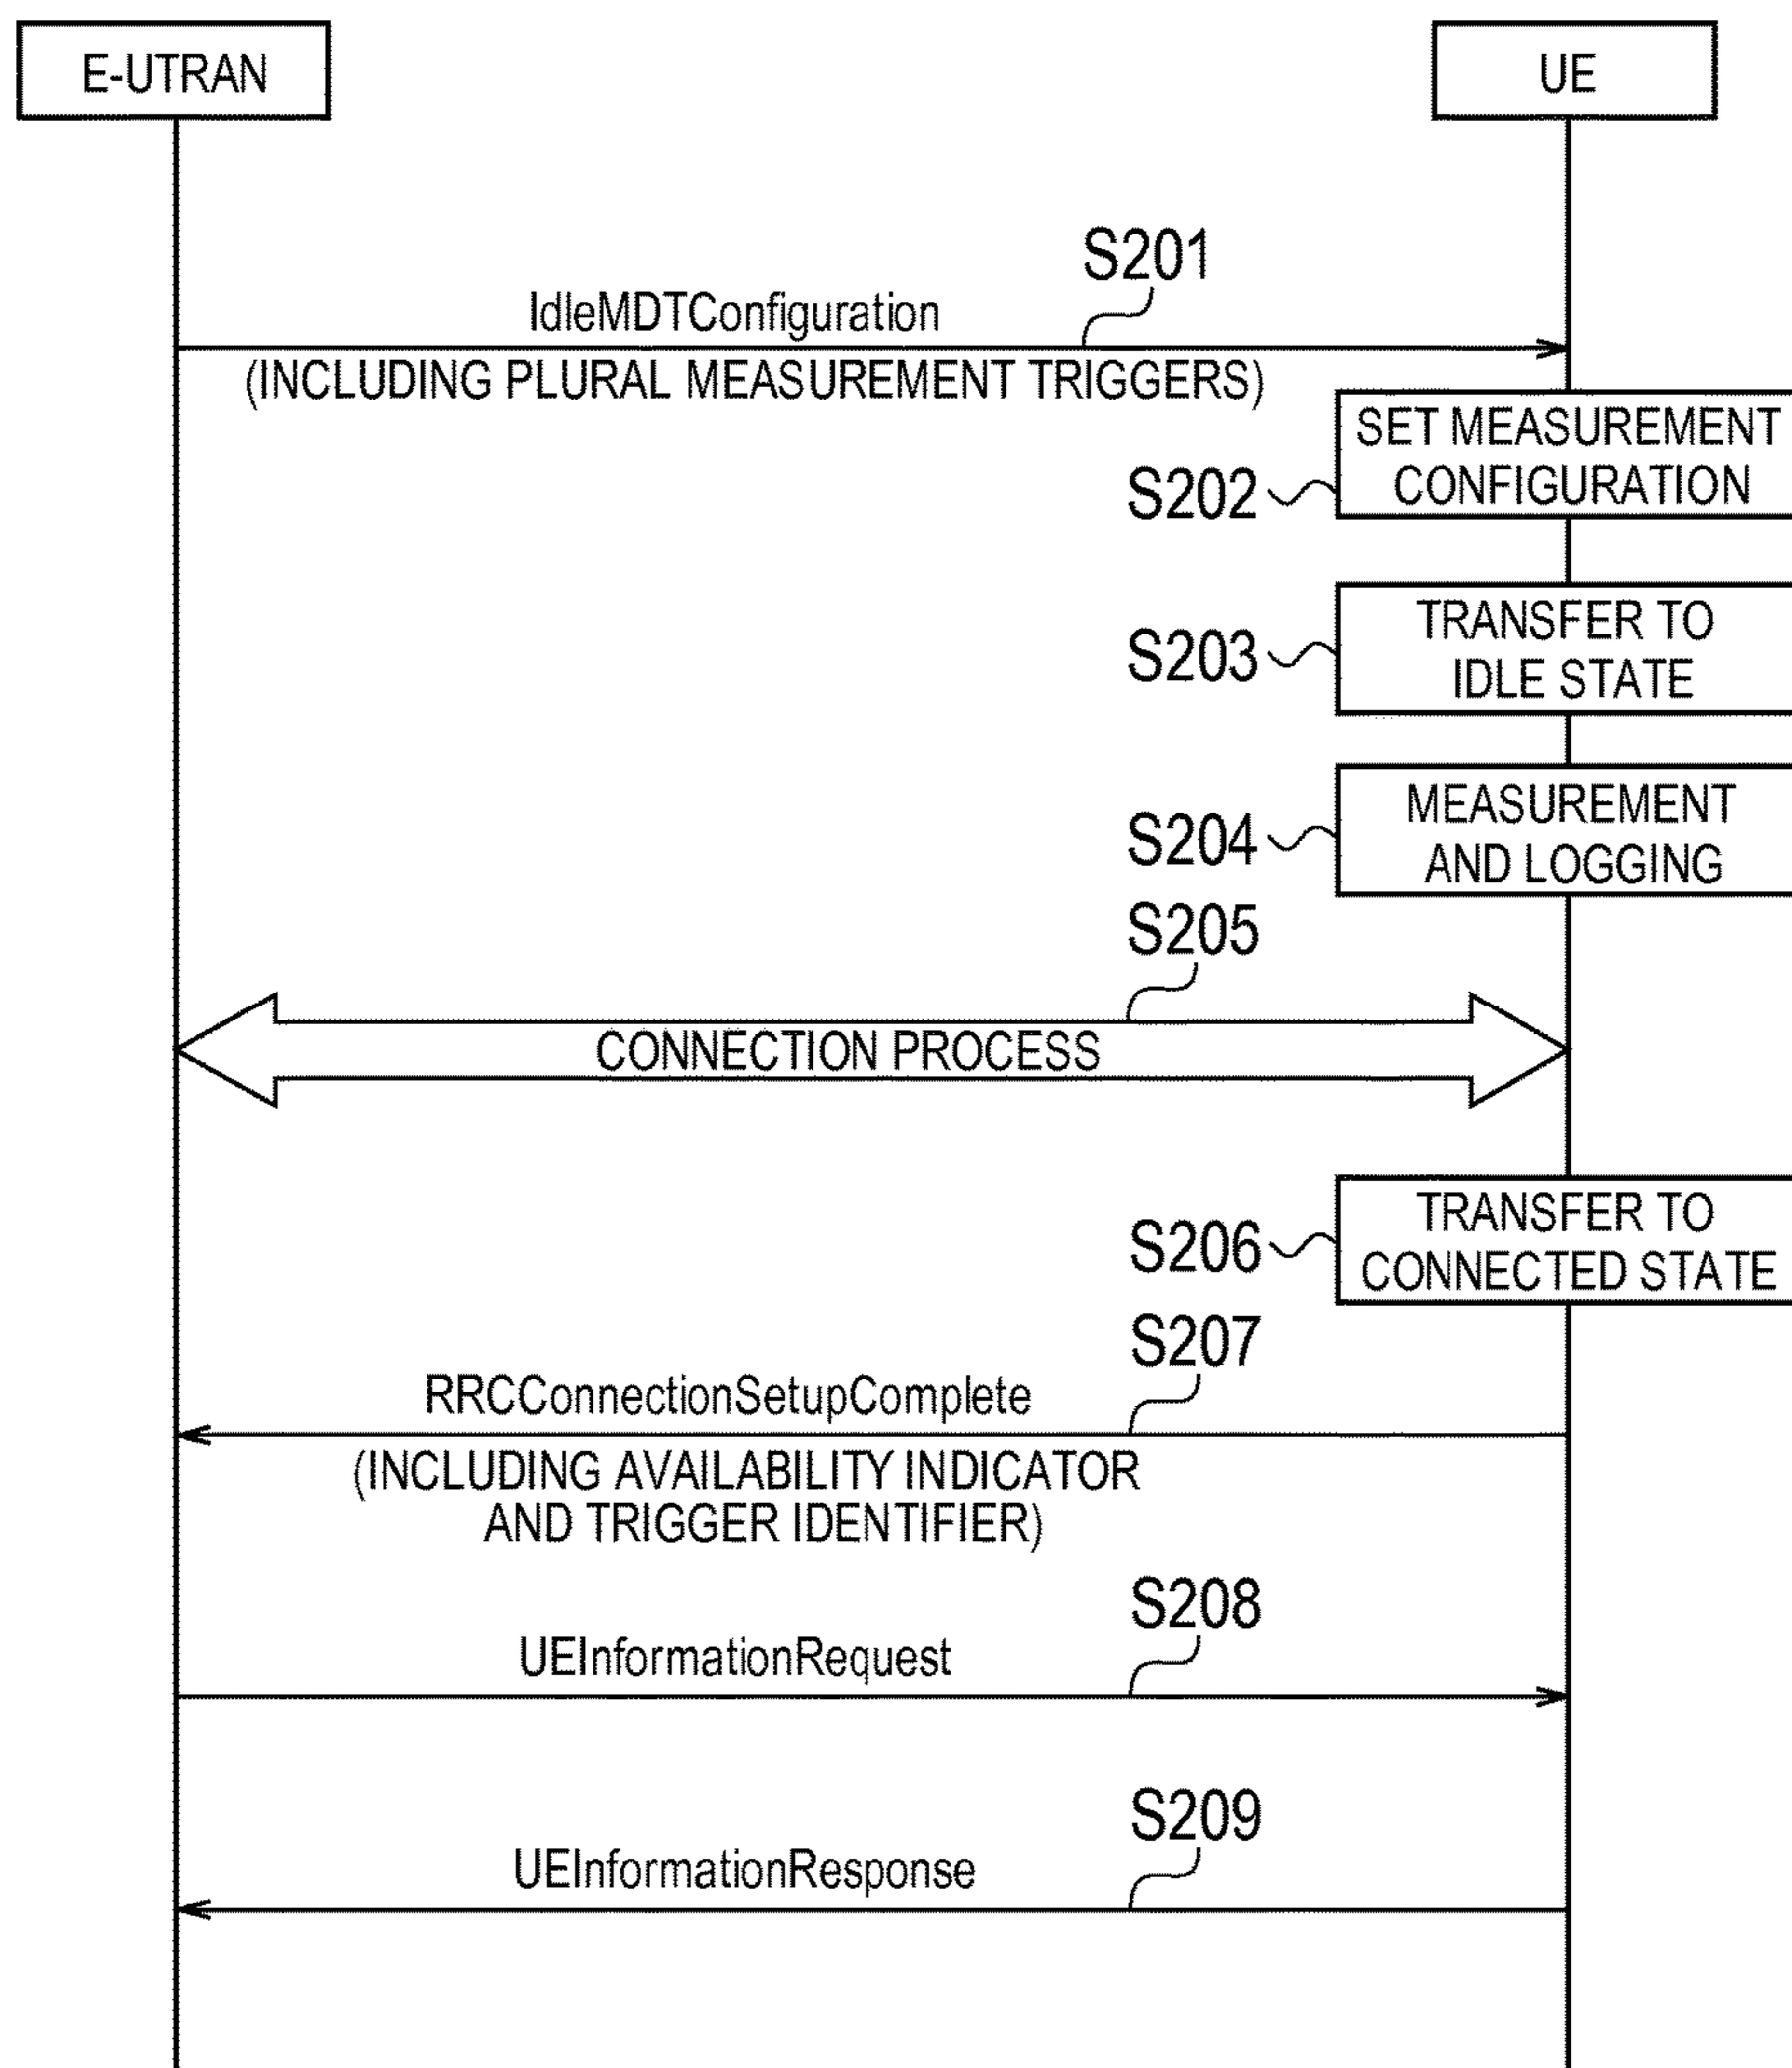 E-UTRAN
UE
S201
IdleMDTConfiguration
(INCLUDING PLURAL MEASUREMENT TRIGGERS)
SET MEASUREMENT
CONFIGURATION
S202
TRANSFER TO
IDLE STATE
S203
MEASUREMENT
AND LOGGING
S204
S205
CONNECTION PROCESS
TRANSFER TO
CONNECTED STATE
S206
S207
RRCConnectionSetupComplete
(INCLUDING AVAILABILITY INDICATOR
AND TRIGGER IDENTIFIER)
S208
UEInformationRequest
S209
UEInformationResponse